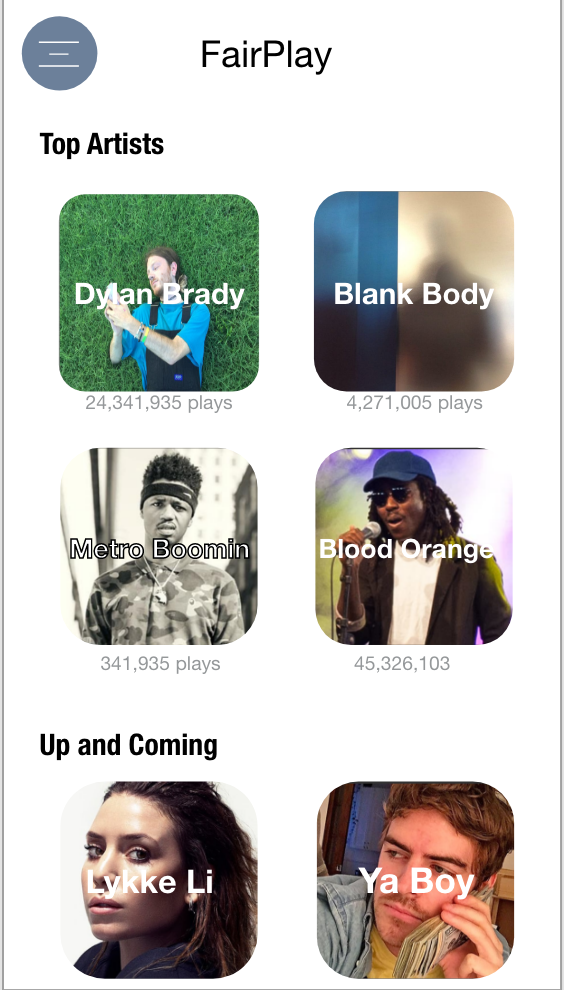 FairPlay
Top Artists
Dylan Brady
Blank Body
24,341,935 plays
4,271,005 plays
Metro Boomin
Blood Orange
341,935 plays
45,326,103
Up and Coming
Lykke Li
Ya Boy